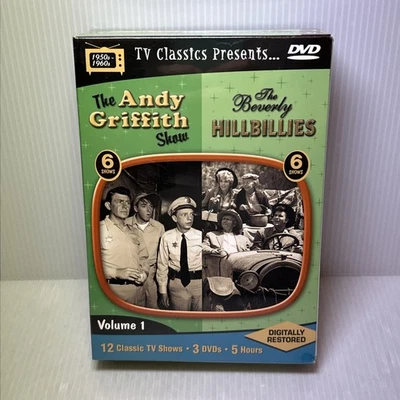 1950s -
1960s
TV Classics Presents...
DVD
The Andy
Griffith
Show
The
Beverly
HILLBILLIES
6
SHOWS
6
SHOWS
Volume 1
DIGITALLY
RESTORED
12 Classic TV Shows • 3 DVDs • 5 Hours